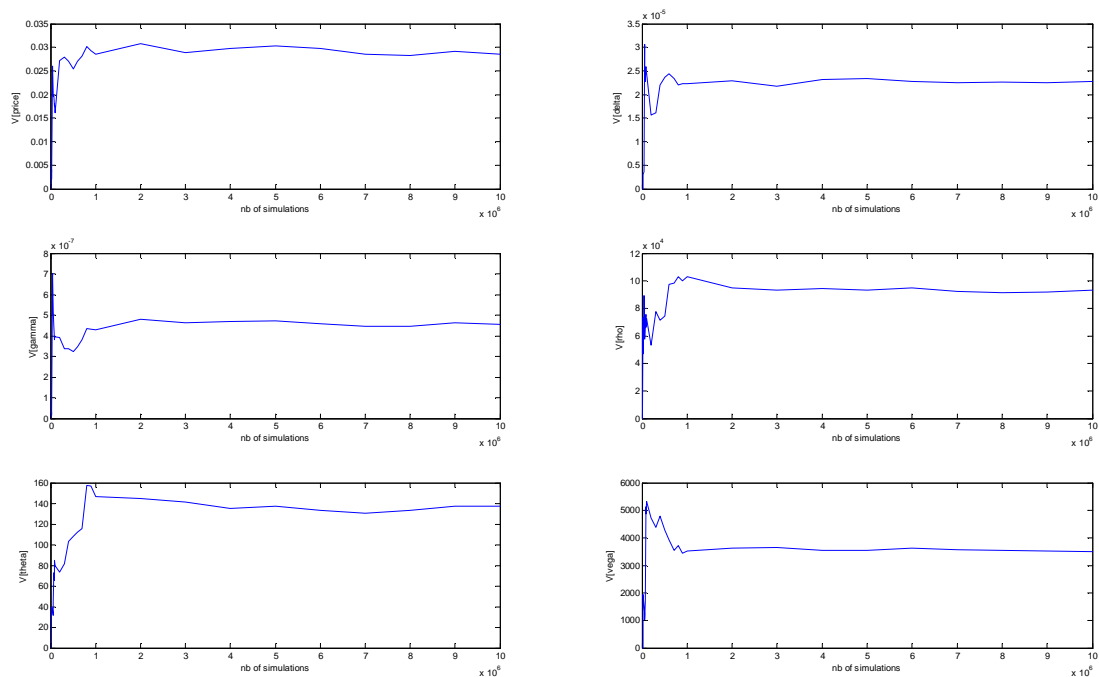 V[price]
0.035
0.03
0.025
0.02
0.015
0.01
0.005
0
0 1 2 3 4 5 6 7 8 9 10
nb of simulations
x 10^6
x 10^-5
V[delta]
3.5
3
2.5
2
1.5
1
0.5
0
0 1 2 3 4 5 6 7 8 9 10
nb of simulations
x 10^6
x 10^-7
V[gamma]
8
7
6
5
4
3
2
1
0
0 1 2 3 4 5 6 7 8 9 10
nb of simulations
x 10^6
x 10^4
V[rho]
12
10
8
6
4
2
0
0 1 2 3 4 5 6 7 8 9 10
nb of simulations
x 10^6
V[theta]
160
140
120
100
80
60
40
20
0
0 1 2 3 4 5 6 7 8 9 10
nb of simulations
x 10^6
V[vega]
6000
5000
4000
3000
2000
1000
0
0 1 2 3 4 5 6 7 8 9 10
nb of simulations
x 10^6